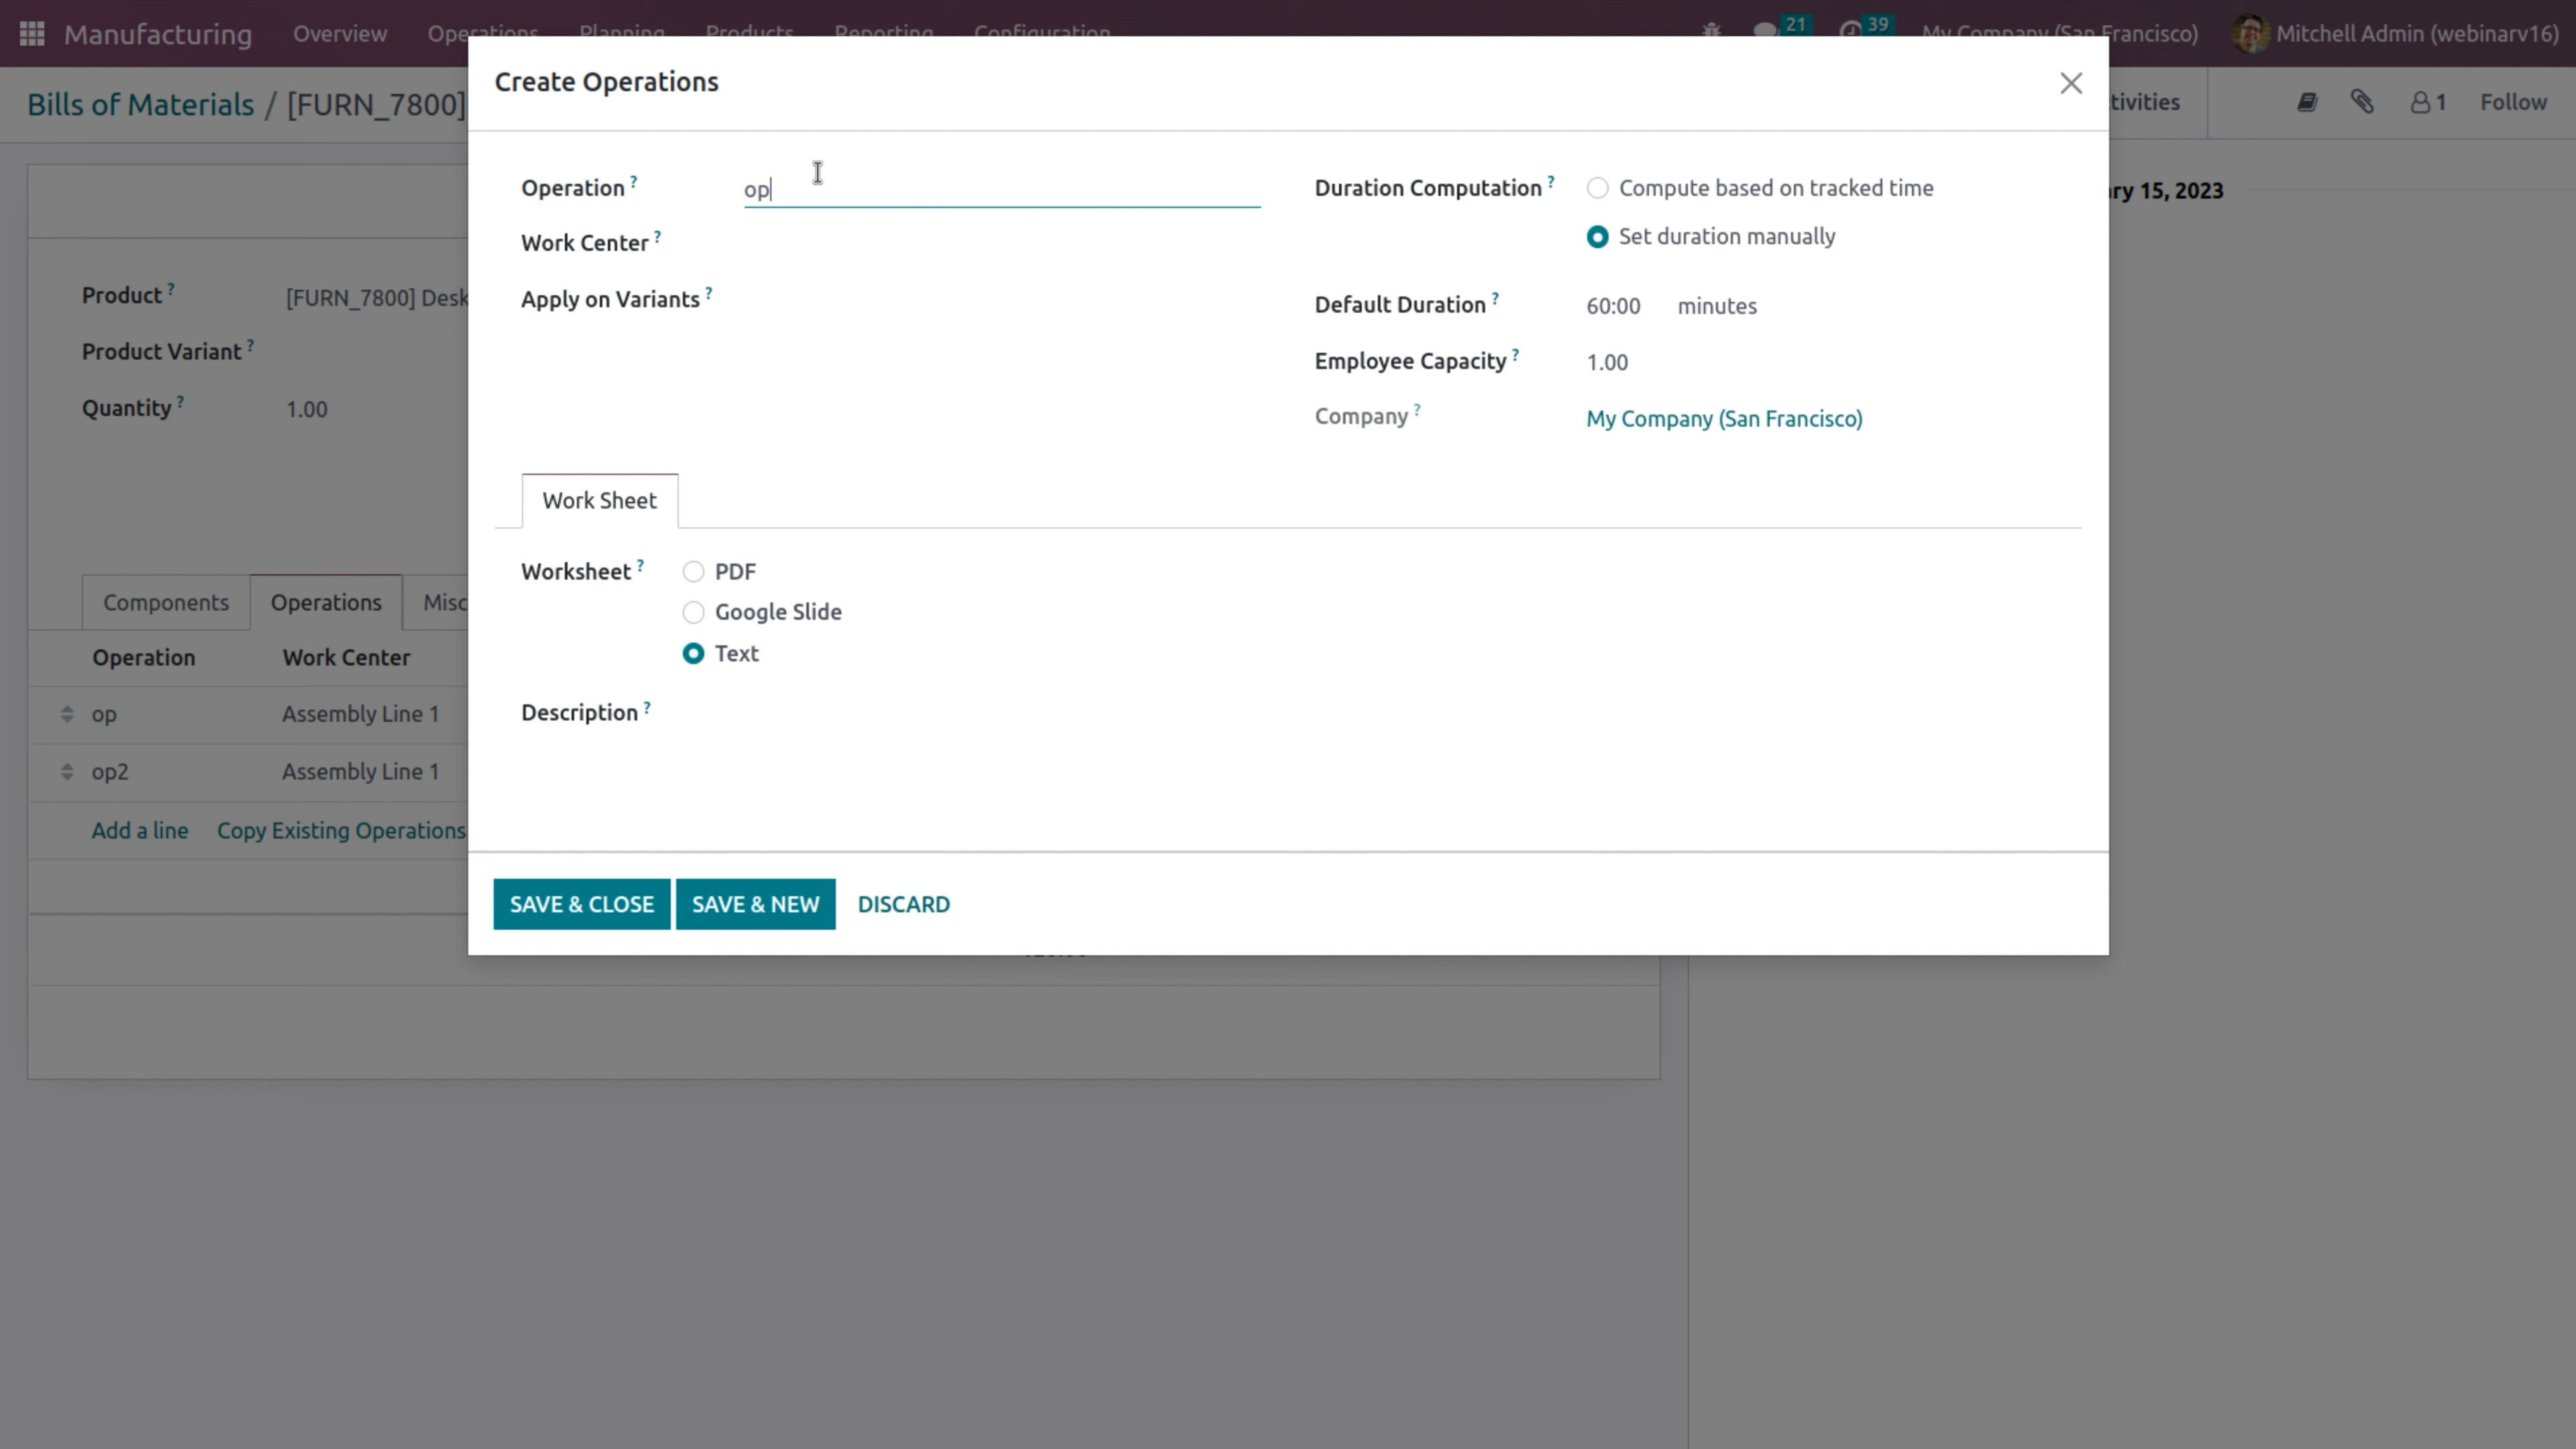 Manufacturing Overview Operations Planning Products Reporting Configuration 21 39 My Company (San Francisco) Mitchell Admin (webinarv16)
Bills of Materials / [FURN_7800]
tivities 1 Follow
ry 15, 2023
Product ? [FURN_7800] Desk
Product Variant ?
Quantity ? 1.00
Components Operations Misc
Operation Work Center
op Assembly Line 1
op2 Assembly Line 1
Add a line Copy Existing Operations
Create Operations
Operation ? op
Work Center ?
Apply on Variants ?
Duration Computation ? Compute based on tracked time
Set duration manually
Default Duration ? 60:00 minutes
Employee Capacity ? 1.00
Company ? My Company (San Francisco)
Work Sheet
Worksheet ? PDF
Google Slide
Text
Description ?
SAVE & CLOSE SAVE & NEW DISCARD